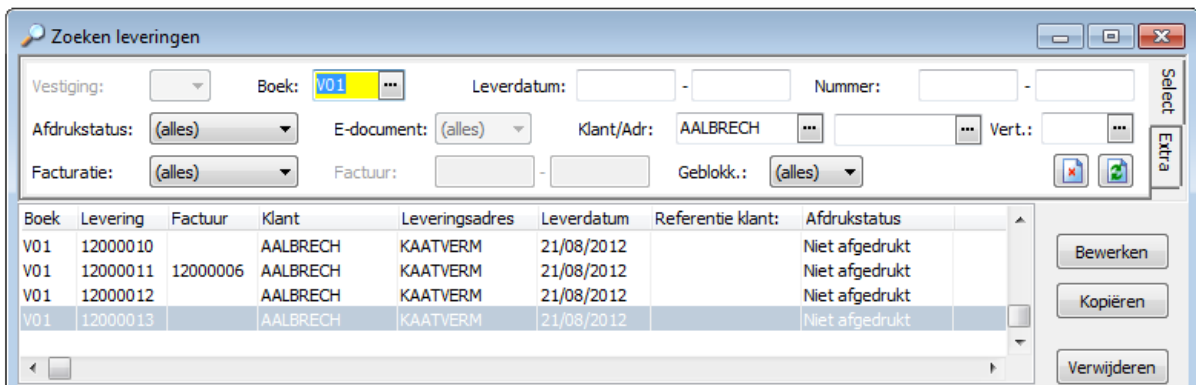 Zoeken leveringen
Vestiging: Boek: V01 ... Leverdatum: - Nummer: -
Afdrukstatus: (alles) E-document: (alles) Klant/Adr: AALBRECH ... ... Vert.: ...
Facturatie: (alles) Factuur: - Geblokk.: (alles)
Select
Extra
Boek Levering Factuur Klant Leveringsadres Leverdatum Referentie klant: Afdrukstatus
V01 12000010 AALBRECH KAATVERM 21/08/2012 Niet afgedrukt
V01 12000011 12000006 AALBRECH KAATVERM 21/08/2012 Niet afgedrukt
V01 12000012 AALBRECH KAATVERM 21/08/2012 Niet afgedrukt
V01 12000013 AALBRECH KAATVERM 21/08/2012 Niet afgedrukt
Bewerken
Kopiëren
Verwijderen